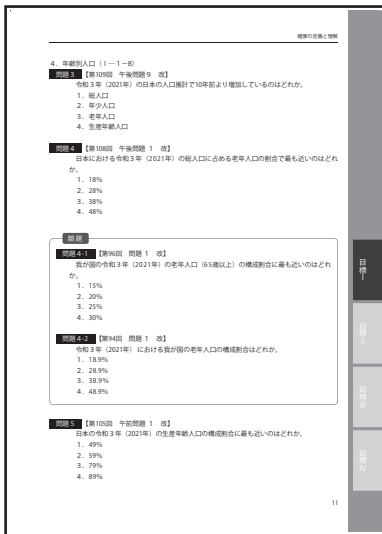 健康の定義と理解
4．年齢別人口（Ⅰ－1－B）
問題 3 【第109回 午後問題 9 改】
令和 3 年（2021年）の日本の人口推計で10年前より増加しているのはどれか。
1．総人口
2．年少人口
3．老年人口
4．生産年齢人口
問題 4 【第108回 午後問題 1 改】
日本における令和 3 年（2021年）の総人口に占める老年人口の割合で最も近いのはどれ
か。
1．18%
2．28%
3．38%
4．48%
類 題
問題 4-1 【第96回 問題 1 改】
我が国の令和 3 年（2021年）の老年人口（65歳以上）の構成割合に最も近いのはどれ
か。
1．15%
2．20%
3．25%
4．30%
問題 4-2 【第94回 問題 1 改】
令和 3 年（2021年） における我が国の老年人口の構成割合はどれか。
1．18.9%
2．28.9%
3．38.9%
4．48.9%
問題 5 【第105回 午前問題 1 改】
日本の令和 3 年（2021年）の生産年齢人口の構成割合に最も近いのはどれか。
1．49%
2．59%
3．79%
4．89%
目標Ⅰ
目標Ⅱ
目標Ⅲ
目標Ⅳ
11